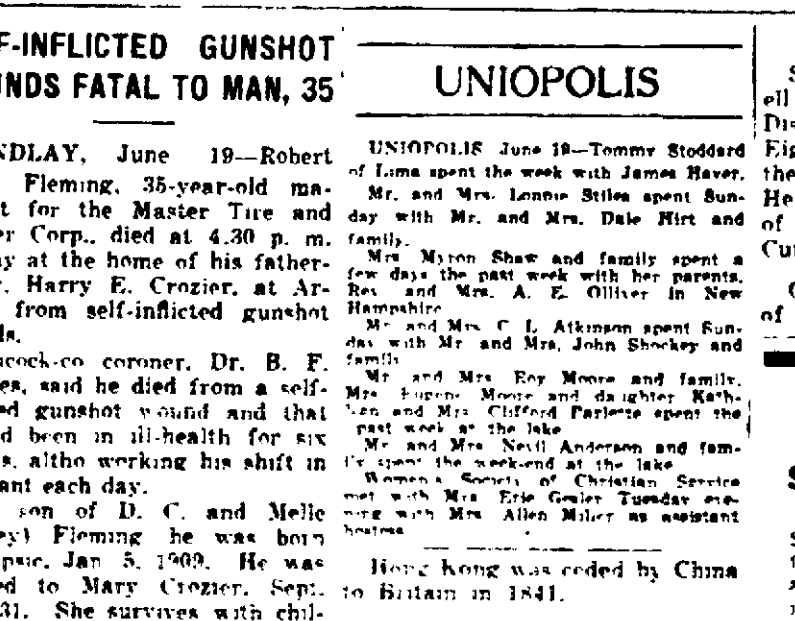 F-INFLICTED GUNSHOT
UNDS FATAL TO MAN, 35
NDLAY, June 19—Robert
Fleming, 35-year-old ma-
t for the Master Tire and
er Corp., died at 4.30 p. m.
ay at the home of his father-
Harry E. Crozier, at Ar-
from self-inflicted gunshot
ds.
cock-co coroner, Dr. B. F.
es, said he died from a self-
ed gunshot wound and that
d been in ill-health for six
s, altho working his shift in
ant each day.
son of D. C. and Melle
ey) Fleming he was born
psic, Jan 5, 1909. He was
ed to Mary Crozier, Sept.
31. She survives with chil-
UNIOPOLIS
UNIOPOLIS June 19—Tommy Stoddard
of Lima spent the week with James Haver.
Mr. and Mrs. Lonnie Stiles spent Sun-
day with Mr. and Mrs. Dale Hirt and
family.
Mrs Myron Shaw and family spent a
few days the past week with her parents,
Rev and Mrs. A. E. Olliver in New
Hampshire
Mr and Mrs C L Atkinson spent Sun-
day with Mr and Mrs. John Shockey and
family
Mr and Mrs Roy Moore and family,
Mrs Eugene Moore and daughter Kath-
leen and Mrs Clifford Parlette spent the
past week at the lake
Mr and Mrs Nevil Anderson and fam-
ily spent the week-end at the lake
Women's Society of Christian Service
met with Mrs Erie Gesler Tuesday eve-
ning with Mrs Allen Miller as assistant
hostess
Hong Kong was ceded by China
to Britain in 1841.
S
ell
Dis
Eig
the
He
of
Cu
of